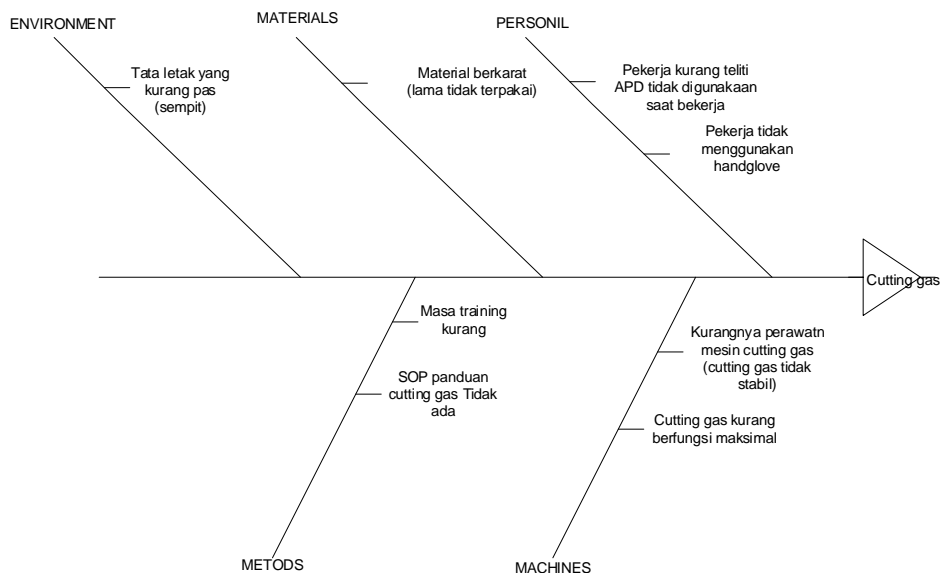 ENVIRONMENT
MATERIALS
PERSONIL
Tata letak yang
kurang pas
(sempit)
Material berkarat
(lama tidak terpakai)
Pekerja kurang teliti
APD tidak digunakaan
saat bekerja
Pekerja tidak
menggunakan
handglove
Cutting gas
Masa training
kurang
SOP panduan
cutting gas Tidak
ada
Kurangnya perawatn
mesin cutting gas
(cutting gas tidak
stabil)
Cutting gas kurang
berfungsi maksimal
METODS
MACHINES